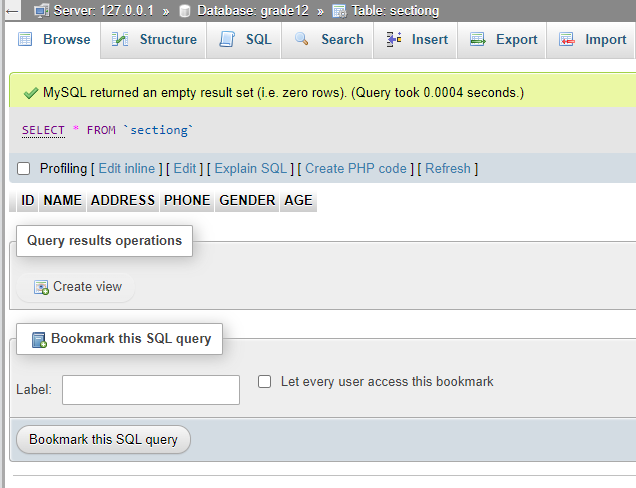 Server: 127.0.0.1 » Database: grade12 » Table: sectiong
Browse Structure SQL Search Insert Export Import
MySQL returned an empty result set (i.e. zero rows). (Query took 0.0004 seconds.)
SELECT * FROM `sectiong`
Profiling [ Edit inline ] [ Edit ] [ Explain SQL ] [ Create PHP code ] [ Refresh ]
ID NAME ADDRESS PHONE GENDER AGE
Query results operations
Create view
Bookmark this SQL query
Label: Let every user access this bookmark
Bookmark this SQL query